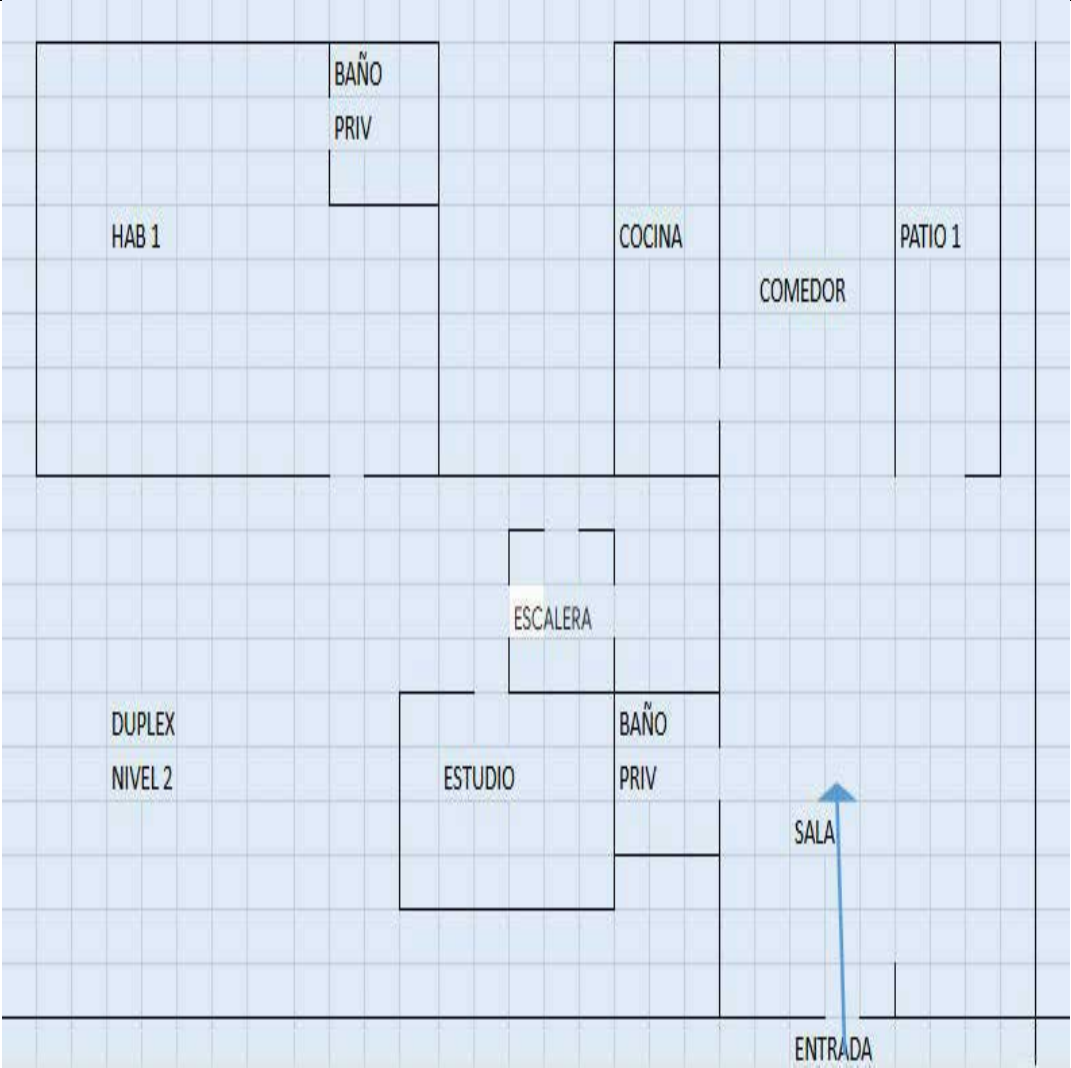 BAÑO
PRIV
HAB 1
COCINA
PATIO 1
COMEDOR
ESCALERA
DUPLEX
NIVEL 2
ESTUDIO
BAÑO
PRIV
SALA
ENTRADA